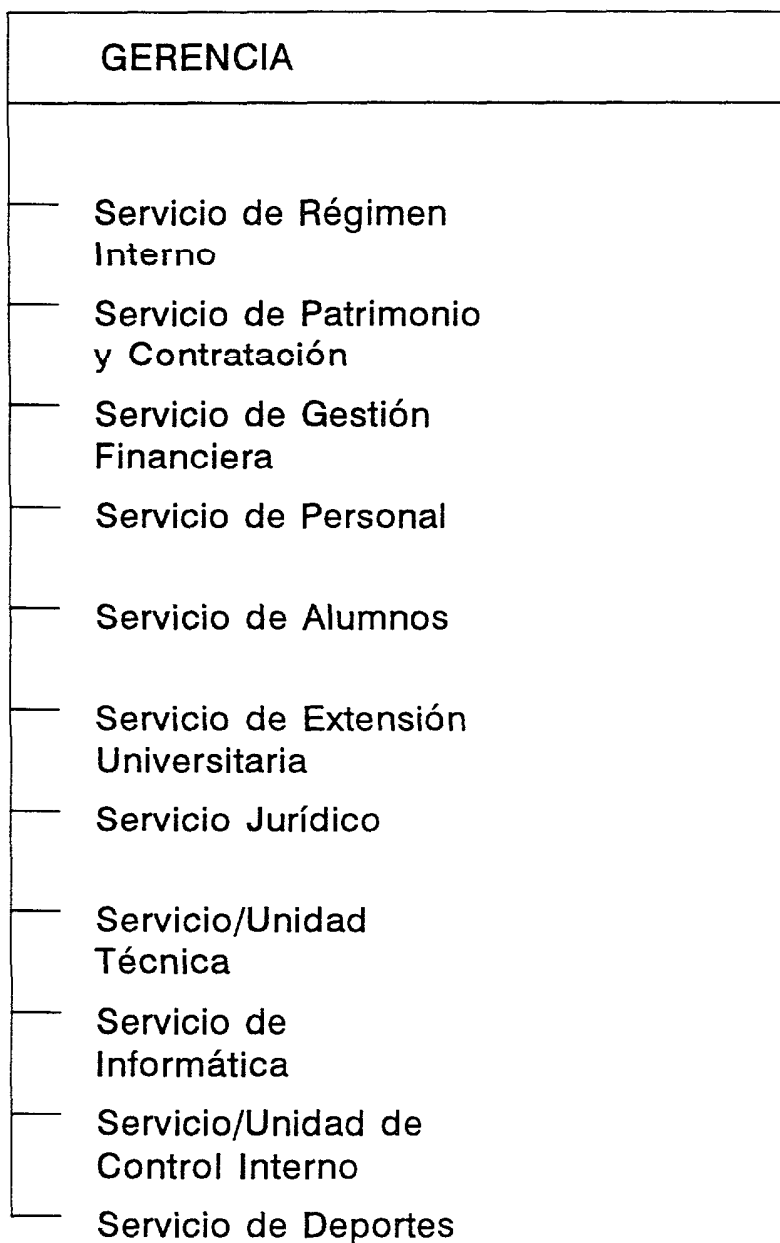 GERENCIA
Servicio de Régimen
Interno
Servicio de Patrimonio
y Contratación
Servicio de Gestión
Financiera
Servicio de Personal
Servicio de Alumnos
Servicio de Extensión
Universitaria
Servicio Jurídico
Servicio/Unidad
Técnica
Servicio de
Informática
Servicio/Unidad de
Control Interno
Servicio de Deportes